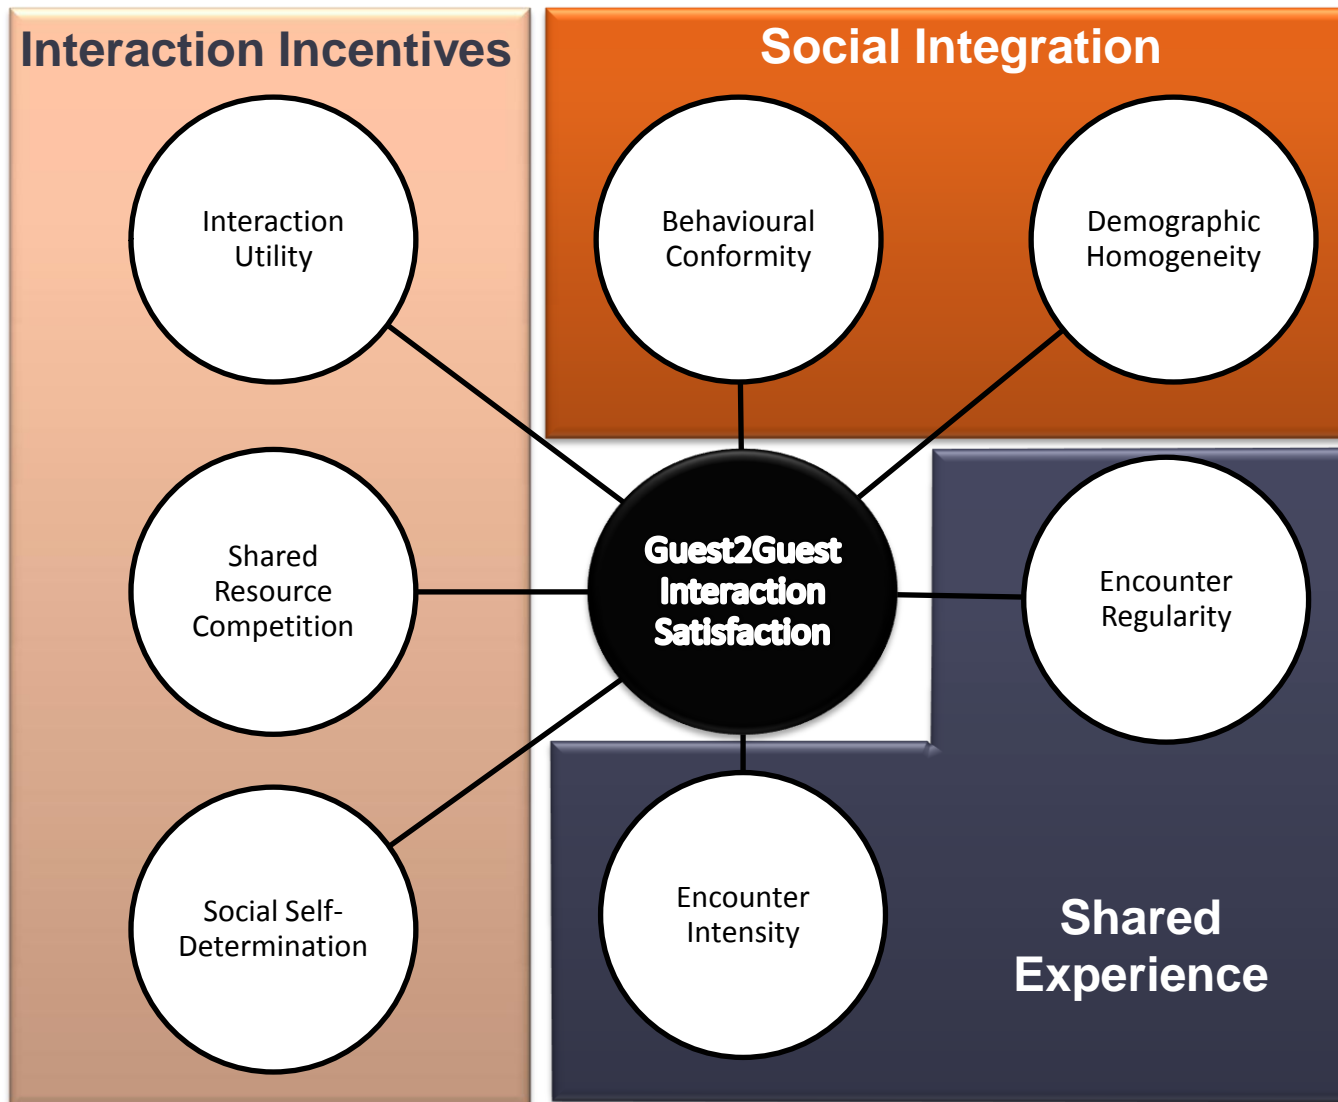 Interaction Incentives
Social Integration
Interaction
Utility
Behavioural
Conformity
Demographic
Homogeneity
Shared
Resource
Competition
Guest2Guest
Interaction
Satisfaction
Encounter
Regularity
Social Self-
Determination
Encounter
Intensity
Shared
Experience